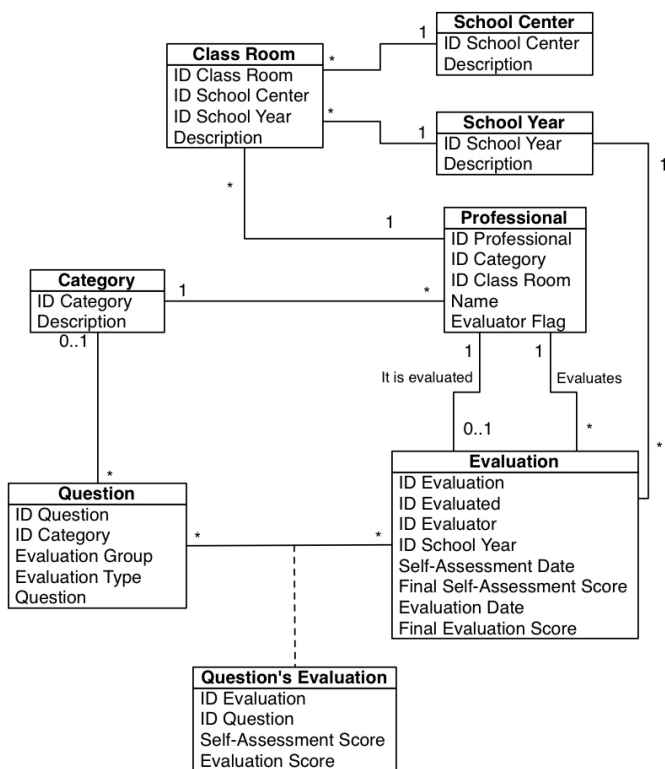 School Center
ID School Center
Description
1
Class Room
ID Class Room
ID School Center
ID School Year
Description
*
*
School Year
ID School Year
Description
1
1
*
1
Professional
ID Professional
ID Category
ID Class Room
Name
Evaluator Flag
Category
ID Category
Description
1
*
0..1
1
1
It is evaluated
Evaluates
0..1
*
*
*
Evaluation
ID Evaluation
ID Evaluated
ID Evaluator
ID School Year
Self-Assessment Date
Final Self-Assessment Score
Evaluation Date
Final Evaluation Score
Question
ID Question
ID Category
Evaluation Group
Evaluation Type
Question
*
*
Question's Evaluation
ID Evaluation
ID Question
Self-Assessment Score
Evaluation Score